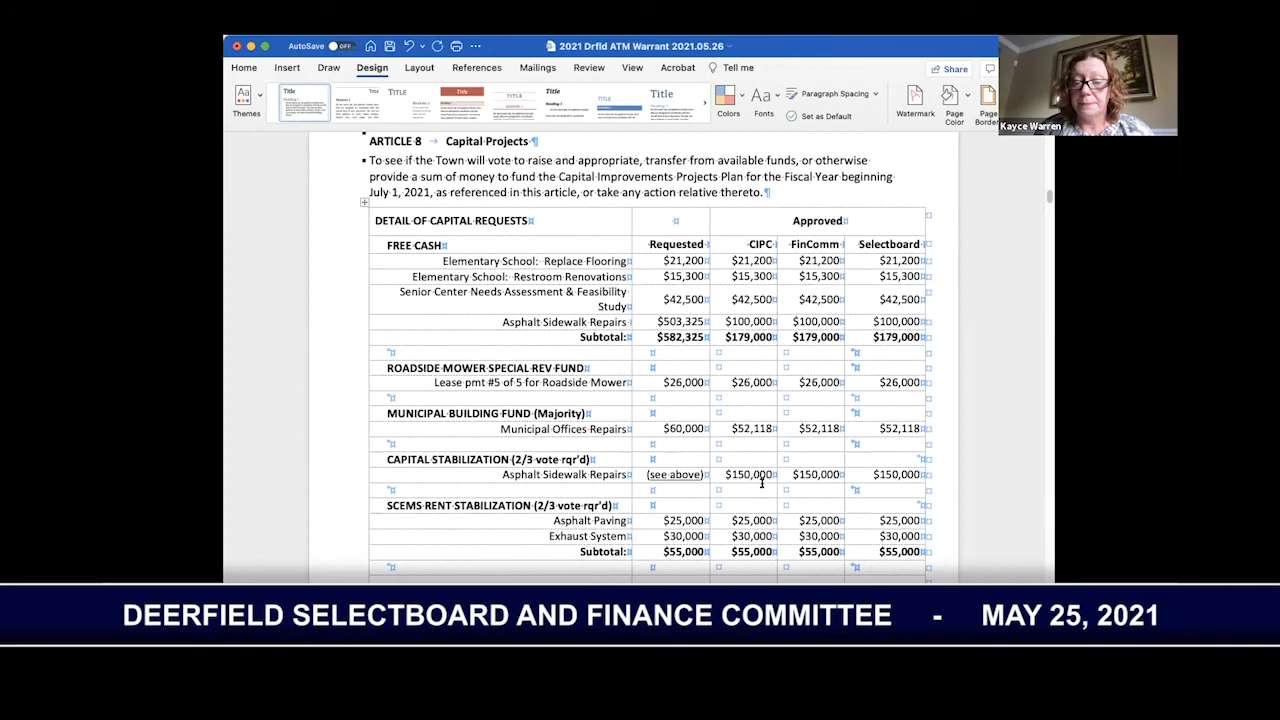 AutoSave OFF 2021 Drfld ATM Warrant 2021.05.26
Home Insert Draw Design Layout References Mailings Review View Acrobat Tell me Share
Themes Colors Fonts Paragraph Spacing Set as Default Watermark Page Color Page
Kayce Warren
ARTICLE 8 → Capital Projects ¶
To see if the Town will vote to raise and appropriate, transfer from available funds, or otherwise
provide a sum of money to fund the Capital Improvements Projects Plan for the Fiscal Year beginning
July 1, 2021, as referenced in this article, or take any action relative thereto. ¶
DETAIL OF CAPITAL REQUESTS Approved
FREE CASH Requested CIPC FinComm Selectboard
Elementary School: Replace Flooring $21,200 $21,200 $21,200 $21,200
Elementary School: Restroom Renovations $15,300 $15,300 $15,300 $15,300
Senior Center Needs Assessment & Feasibility
Study $42,500 $42,500 $42,500 $42,500
Asphalt Sidewalk Repairs $503,325 $100,000 $100,000 $100,000
Subtotal: $582,325 $179,000 $179,000 $179,000
ROADSIDE MOWER SPECIAL REV FUND
Lease pmt #5 of 5 for Roadside Mower $26,000 $26,000 $26,000 $26,000
MUNICIPAL BUILDING FUND (Majority)
Municipal Offices Repairs $60,000 $52,118 $52,118 $52,118
CAPITAL STABILIZATION (2/3 vote rqr'd)
Asphalt Sidewalk Repairs (see above) $150,000 $150,000 $150,000
SCEMS RENT STABILIZATION (2/3 vote rqr'd)
Asphalt Paving $25,000 $25,000 $25,000 $25,000
Exhaust System $30,000 $30,000 $30,000 $30,000
Subtotal: $55,000 $55,000 $55,000 $55,000
DEERFIELD SELECTBOARD AND FINANCE COMMITTEE - MAY 25, 2021